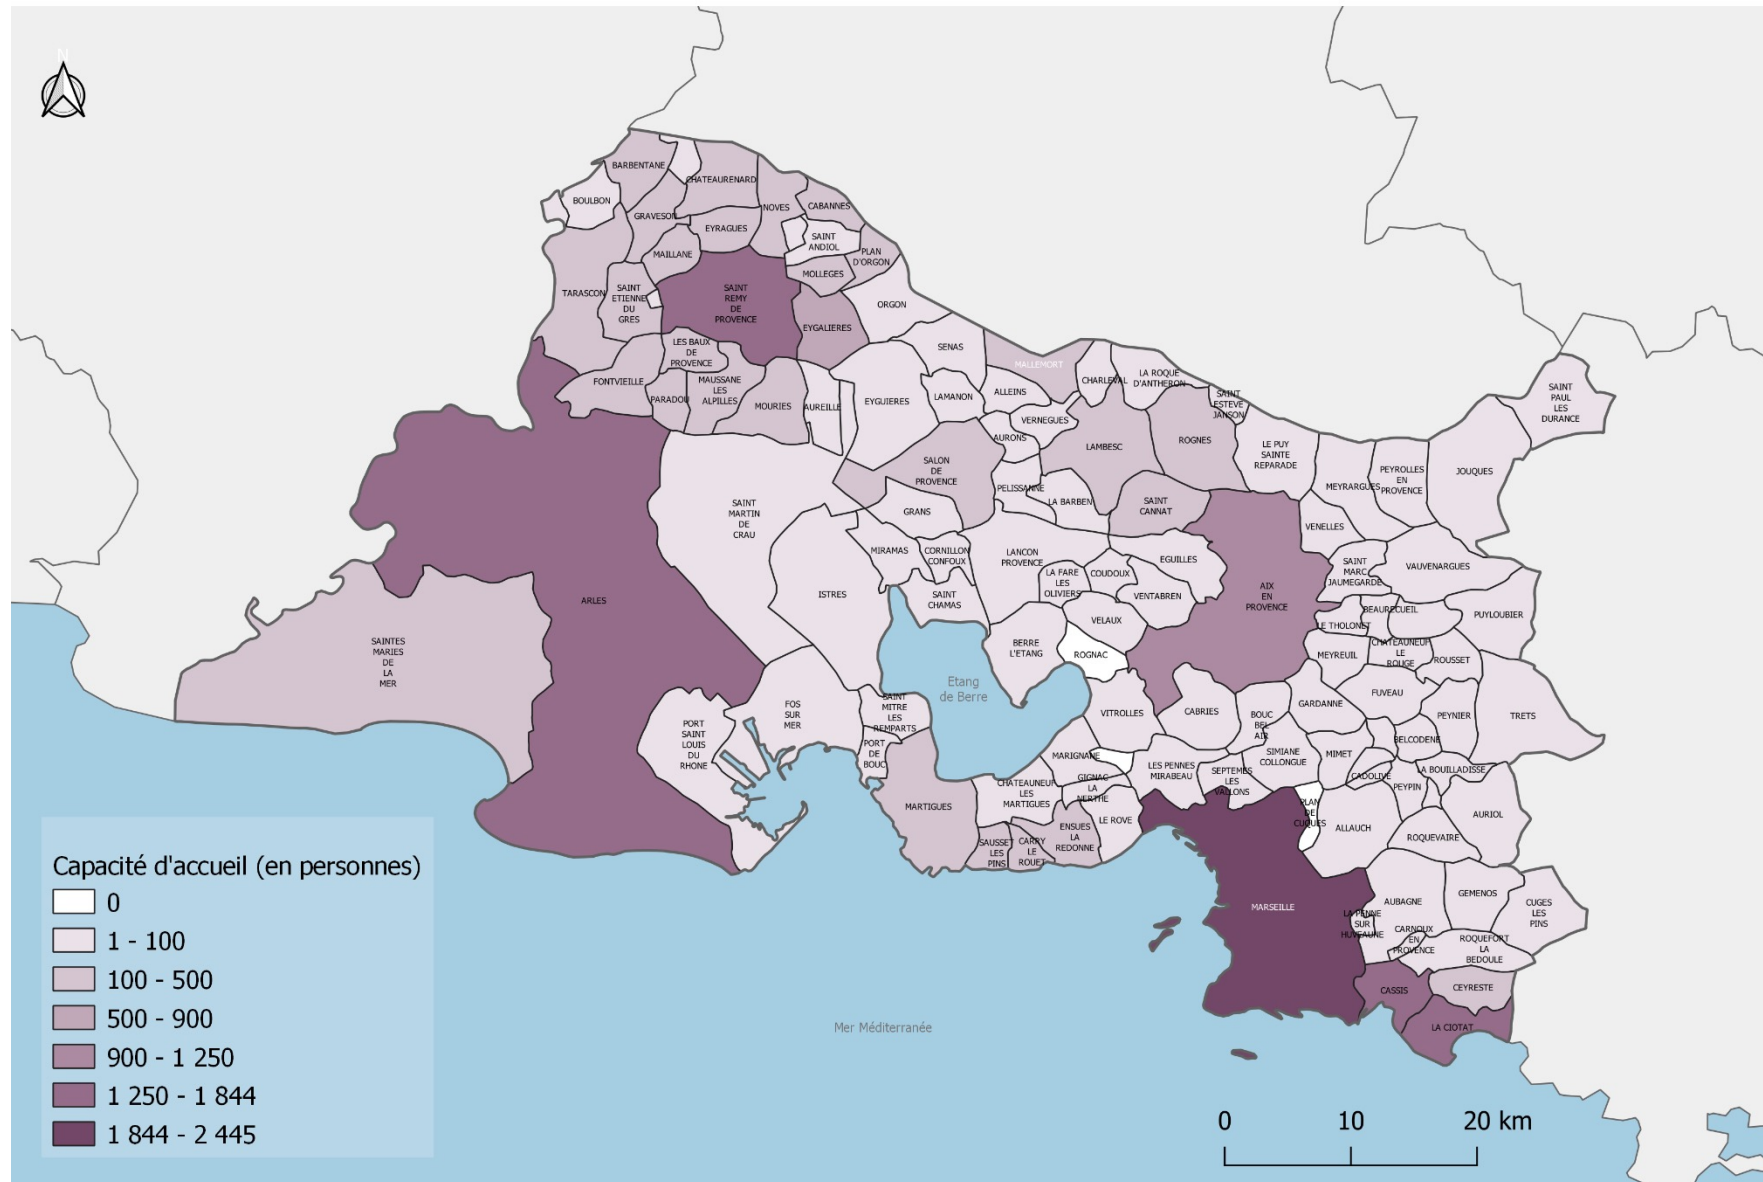 N
BARBENTANE
CHATEAURENARD
BOULBON
NOVES
CABANNES
GRAVESON
EYRAGUES
SAINT
ANDIOL
MAILLANE
PLAN
D'ORGON
MOLLEGES
TARASCON
SAINT
ETIENNE
DU
GRES
SAINT
REMY
DE
PROVENCE
ORGON
EYGALIERES
LES BAUX
DE
PROVENCE
SENAS
MALLEMORT
FONTVIEILLE
PARADOU
MAUSSANE
LES
ALPILLES
MOURIES
AUREILLE
EYGUIERES
LAMANON
ALLEINS
CHARLEVAL
LA ROQUE
D'ANTHERON
SAINT
ESTEVE
JANSON
SAINT
PAUL
LES
DURANCE
VERNEGUES
AURONS
LAMBESC
ROGNES
LE PUY
SAINTE
REPARADE
SALON
DE
PROVENCE
PELISSANNE
LA BARBEN
SAINT
CANNAT
MEYRARGUES
PEYROLLES
EN
PROVENCE
JOUQUES
SAINT
MARTIN
DE
CRAU
GRANS
VENELLES
MIRAMAS
CORNILLON
CONFOUX
LANCON
PROVENCE
EGUILLES
LA FARE
LES
OLIVIERS
COUDOUX
VENTABREN
SAINT
MARC
JAUMEGARDE
VAUVENARGUES
ARLES
ISTRES
SAINT
CHAMAS
AIX
EN
PROVENCE
BEAURECUEIL
LE THOLONET
PUYLOUBIER
VELAUX
SAINTES
MARIES
DE
LA
MER
BERRE
L'ETANG
ROGNAC
MEYREUIL
CHATEAUNEUF
LE
ROUGE
ROUSSET
Etang
de Berre
FUVEAU
PORT
SAINT
LOUIS
DU
RHONE
FOS
SUR
MER
SAINT
MITRE
LES
REMPARTS
VITROLLES
CABRIES
BOUC
BEL
AIR
GARDANNE
PEYNIER
TRETS
PORT
DE
BOUC
MARIGNANE
LES PENNES
MIRABEAU
SEPTEMES
LES
VALLONS
SIMIANE
COLLONGUE
MIMET
BELCODENE
CADOLIVE
LA BOUILLADISSE
PEYPIN
MARTIGUES
CHATEAUNEUF
LES
MARTIGUES
GIGNAC
LA
NERTHE
LE ROVE
PLAN
DE
CUQUES
ALLAUCH
ROQUEVAIRE
AURIOL
SAUSSET
LES
PINS
CARRY
LE
ROUET
ENSUES
LA
REDONNE
MARSEILLE
AUBAGNE
GEMENOS
CUGES
LES
PINS
LA PENNE
SUR
HUVEAUNE
CARNOUX
EN
PROVENCE
ROQUEFORT
LA
BEDOULE
CASSIS
CEYRESTE
LA CIOTAT
Mer Méditerranée
Capacité d'accueil (en personnes)
0
1 - 100
100 - 500
500 - 900
900 - 1 250
1 250 - 1 844
1 844 - 2 445
0 10 20 km